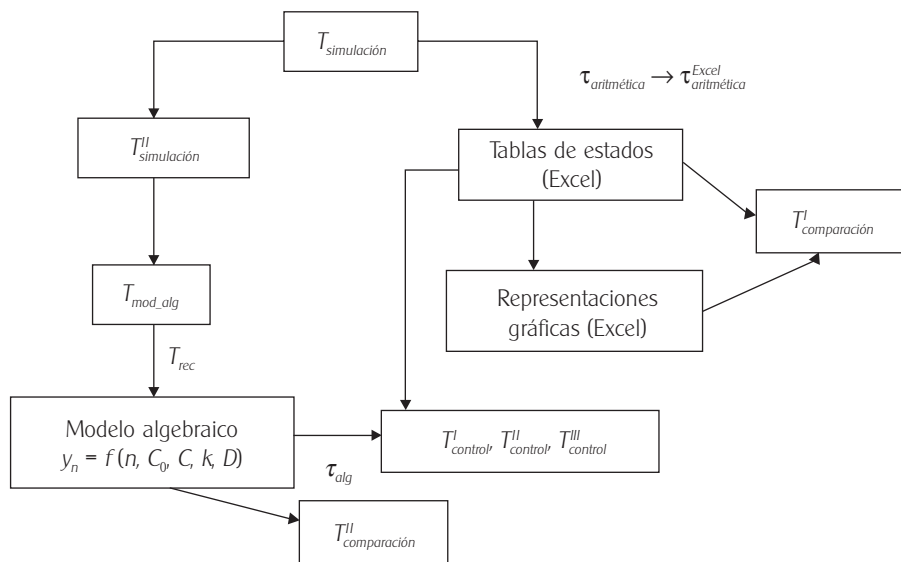 T_simulación
τ_aritmética → τ^Excel_aritmética
T^II_simulación
Tablas de estados
(Excel)
T^I_comparación
T_mod_alg
Representaciones
gráficas (Excel)
T_rec
Modelo algebraico
y_n = f (n, C_0, C, k, D)
T^I_control, T^II_control, T^III_control
τ_alg
T^II_comparación